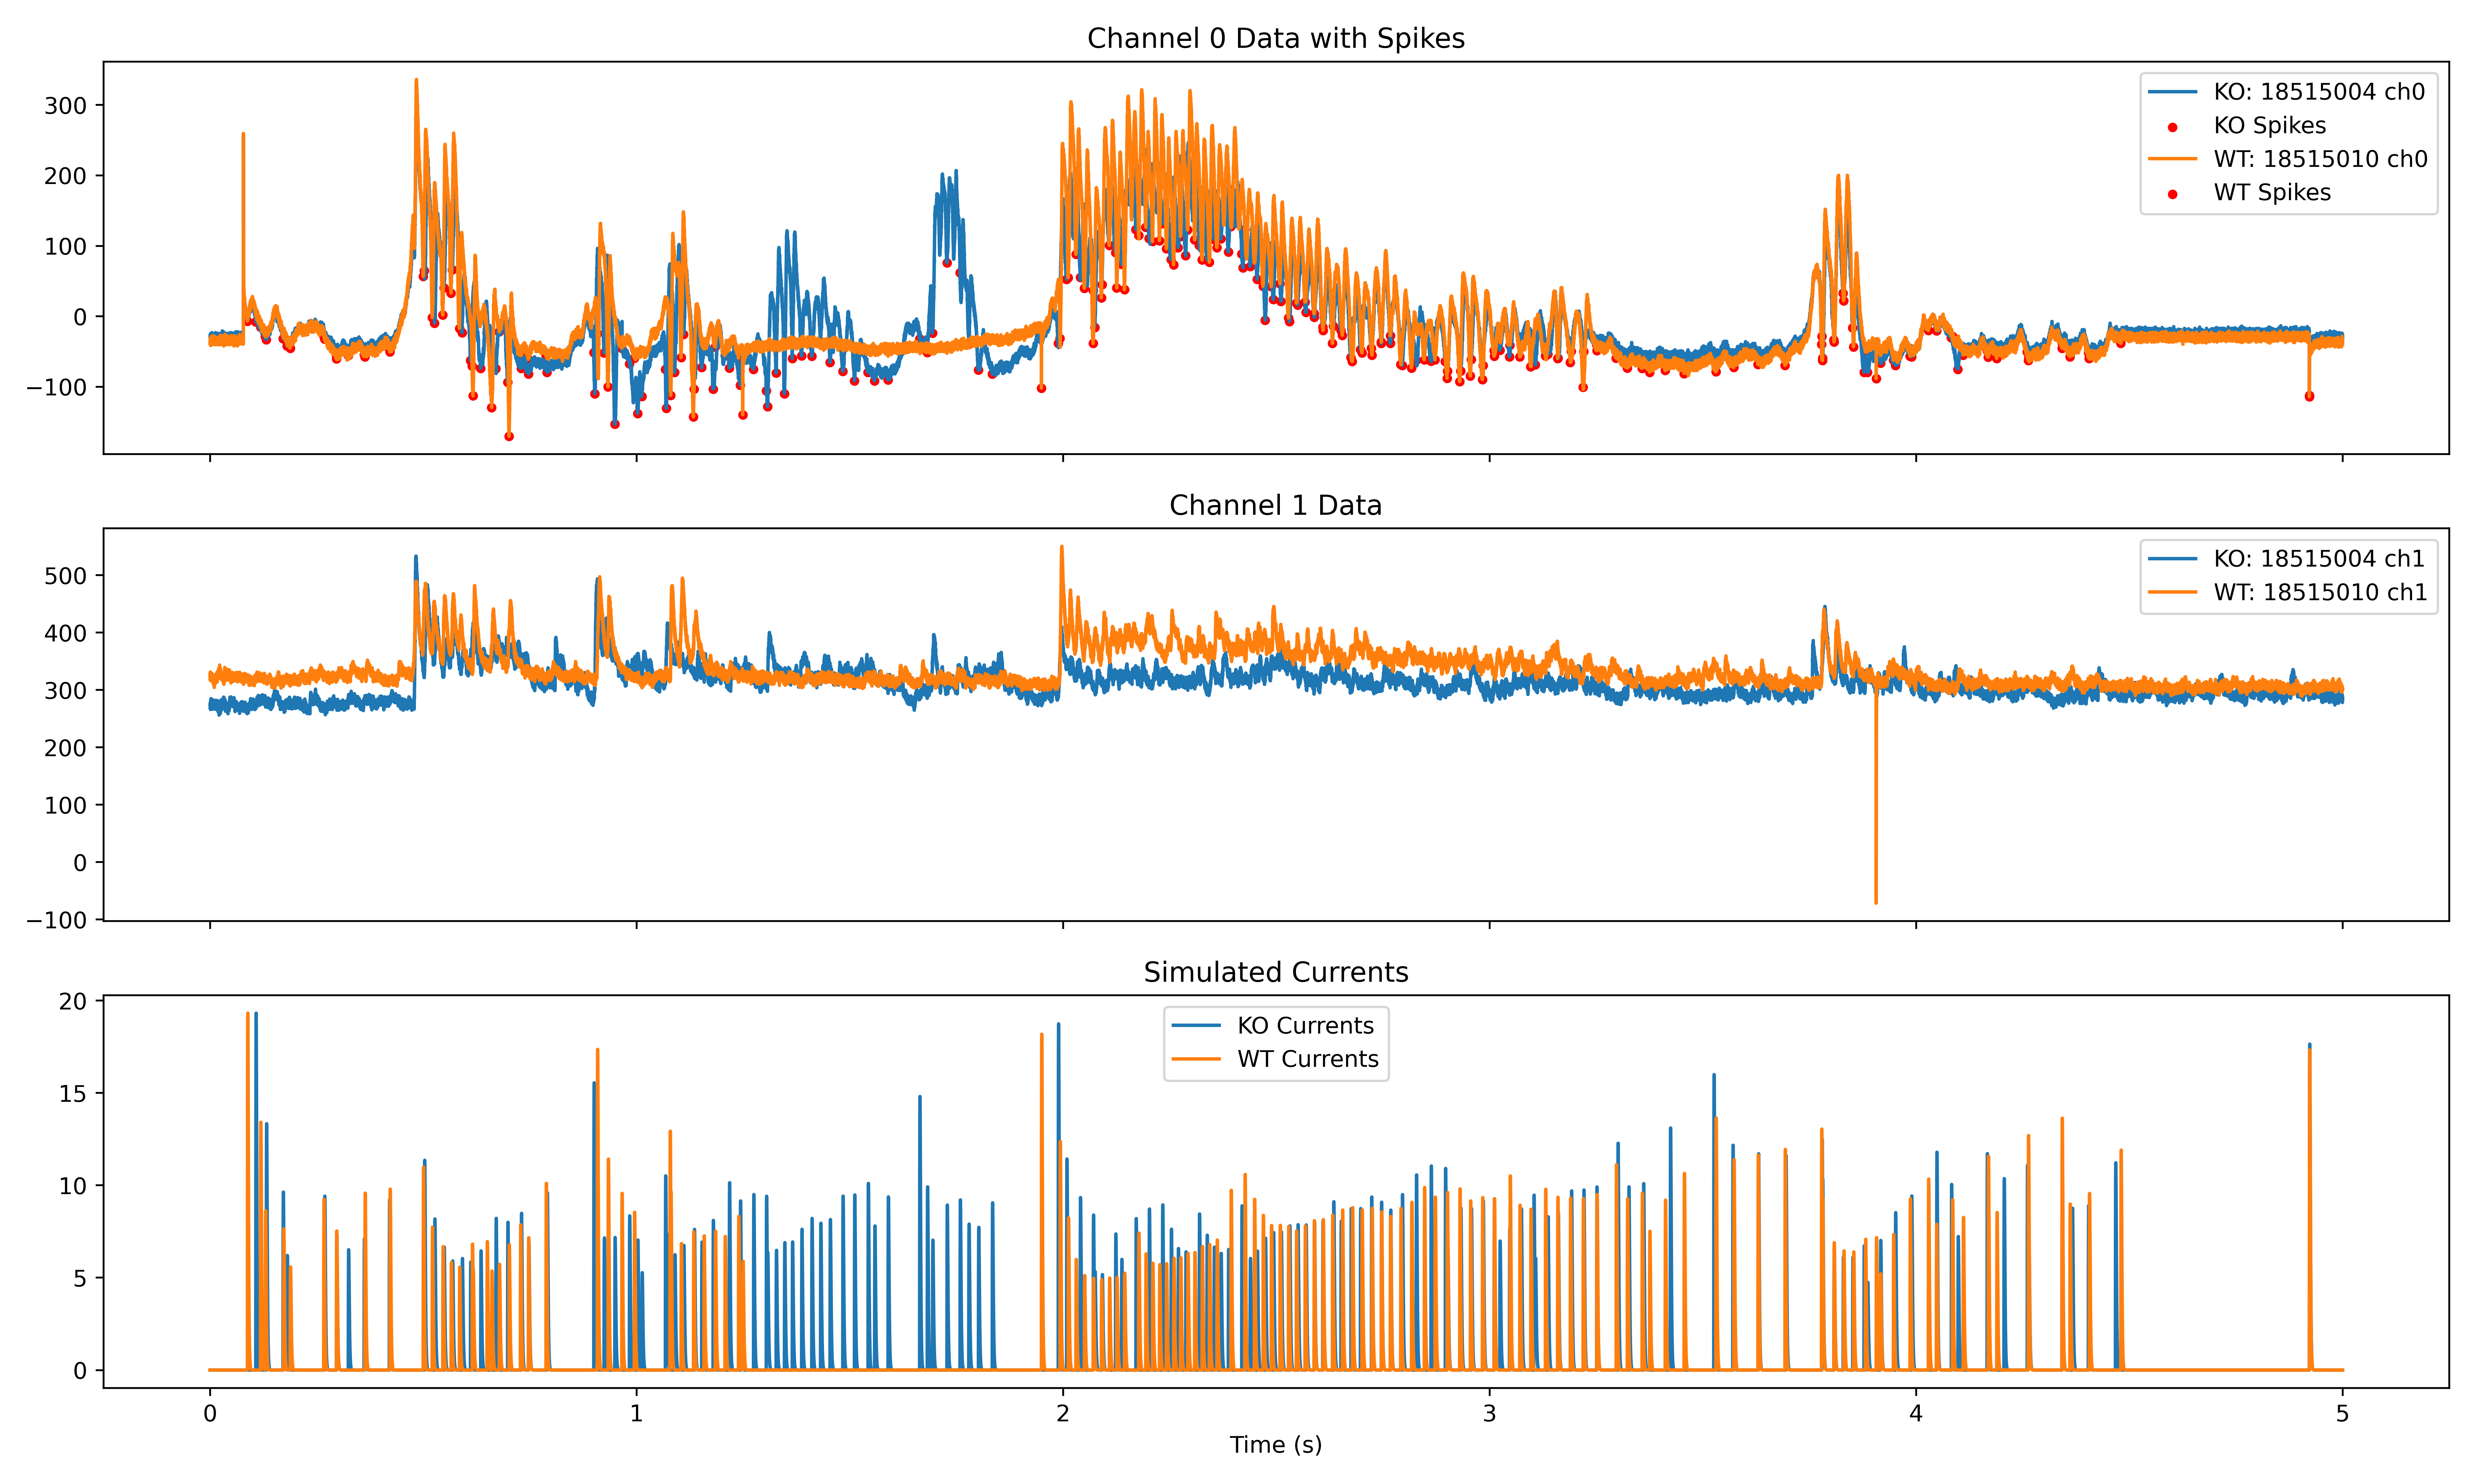 Channel 0 Data with Spikes
300
200
100
0
−100
KO: 18515004 ch0
KO Spikes
WT: 18515010 ch0
WT Spikes
Channel 1 Data
500
400
300
200
100
0
−100
KO: 18515004 ch1
WT: 18515010 ch1
Simulated Currents
20
15
10
5
0
KO Currents
WT Currents
0 1 2 3 4 5
Time (s)